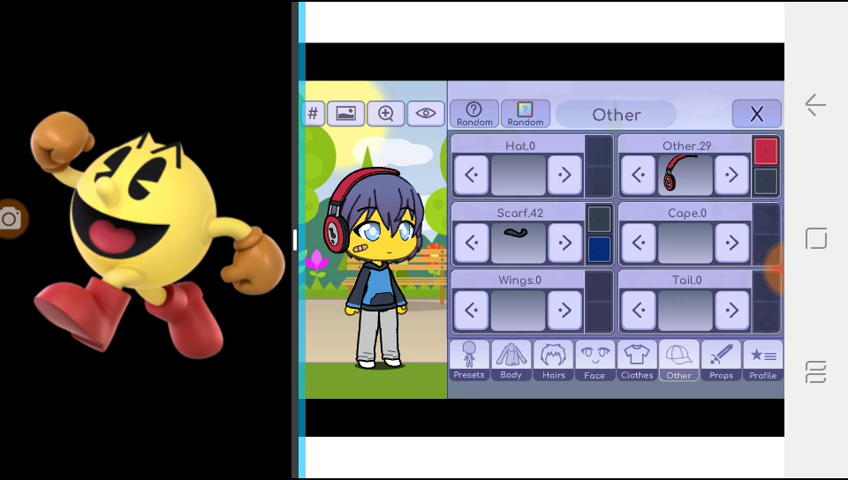 #
? Random
? Random
Other
X
Hat.0
Other.29
Scarf.42
Cape.0
Wings.0
Tail.0
Presets
Body
Hairs
Face
Clothes
Other
Props
Profile